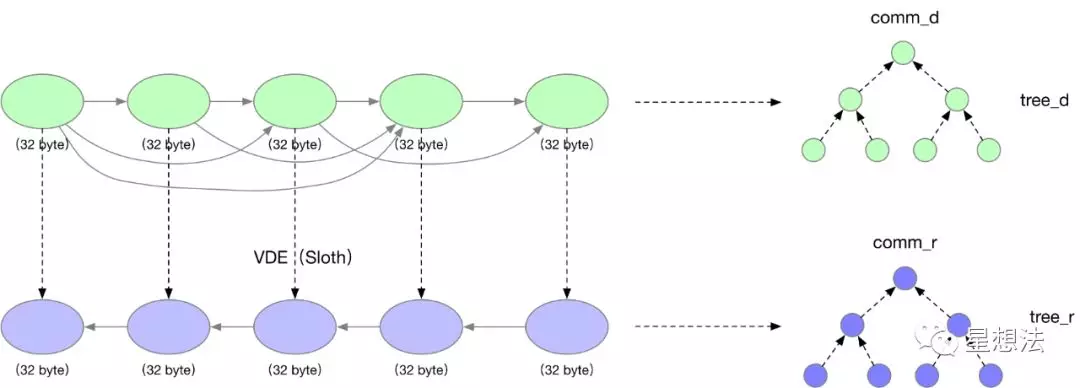 comm_d
tree_d
(32 byte) (32 byte) (32 byte) (32 byte) (32 byte)
VDE（Sloth）
comm_r
tree_r
星想法
(32 byte) (32 byte) (32 byte) (32 byte) (32 byte)